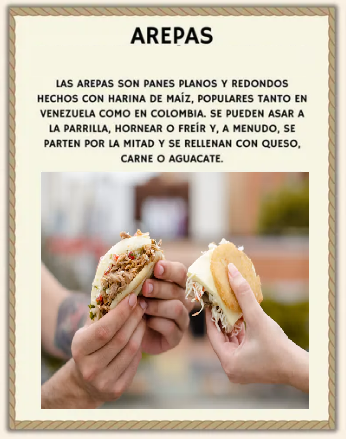 AREPAS
LAS AREPAS SON PANES PLANOS Y REDONDOS
HECHOS CON HARINA DE MAÍZ, POPULARES TANTO EN
VENEZUELA COMO EN COLOMBIA. SE PUEDEN ASAR A
LA PARRILLA, HORNEAR O FREÍR Y, A MENUDO, SE
PARTEN POR LA MITAD Y SE RELLENAN CON QUESO,
CARNE O AGUACATE.